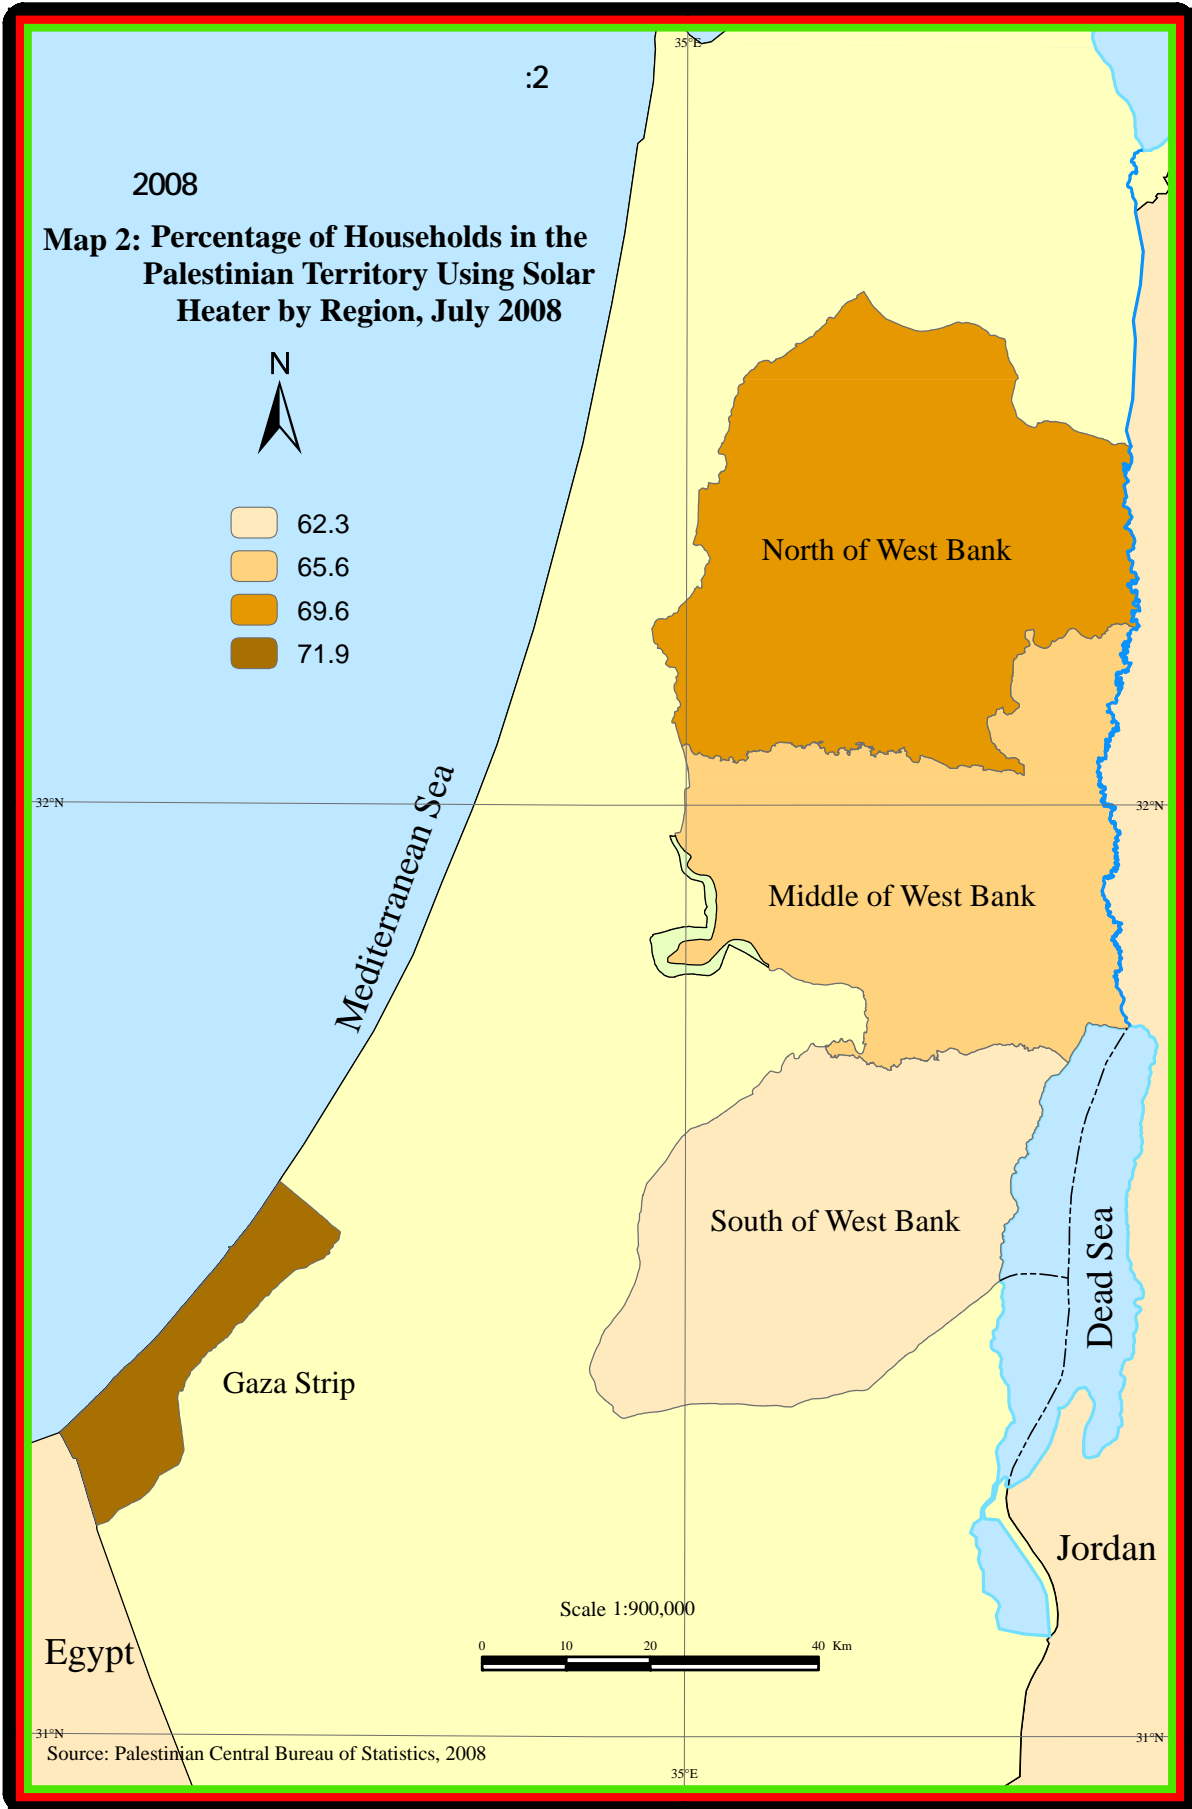 35°E
:2
2008
Map 2: Percentage of Households in the
Palestinian Territory Using Solar
Heater by Region, July 2008
N
62.3
65.6
69.6
71.9
North of West Bank
Mediterranean Sea
32°N
32°N
Middle of West Bank
South of West Bank
Dead Sea
Gaza Strip
Jordan
Scale 1:900,000
0 10 20 40 Km
Egypt
31°N
31°N
Source: Palestinian Central Bureau of Statistics, 2008
35°E